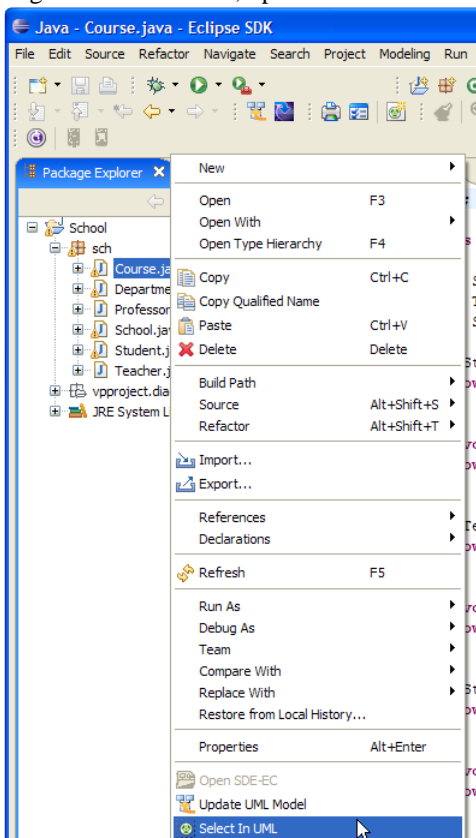 Java - Course.java - Eclipse SDK
File Edit Source Refactor Navigate Search Project Modeling Run
Package Explorer
School
sch
Course.ja
Departme
Professor
School.jav
Student.j
Teacher.j
vpproject.dia
JRE System L
New
Open F3
Open With
Open Type Hierarchy F4
Copy Ctrl+C
Copy Qualified Name
Paste Ctrl+V
Delete Delete
Build Path
Source Alt+Shift+S
Refactor Alt+Shift+T
Import...
Export...
References
Declarations
Refresh F5
Run As
Debug As
Team
Compare With
Replace With
Restore from Local History...
Properties Alt+Enter
Open SDE-EC
Update UML Model
Select In UML